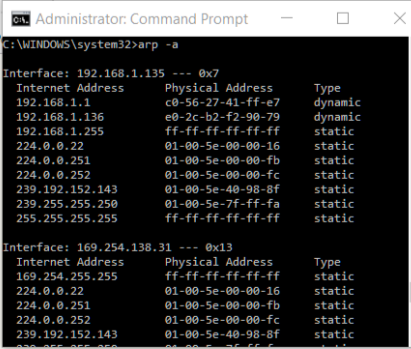 Administrator: Command Prompt
C:\WINDOWS\system32>arp -a
Interface: 192.168.1.135 --- 0x7
Internet Address Physical Address Type
192.168.1.1 c0-56-27-41-ff-e7 dynamic
192.168.1.136 e0-2c-b2-f2-90-79 dynamic
192.168.1.255 ff-ff-ff-ff-ff-ff static
224.0.0.22 01-00-5e-00-00-16 static
224.0.0.251 01-00-5e-00-00-fb static
224.0.0.252 01-00-5e-00-00-fc static
239.192.152.143 01-00-5e-40-98-8f static
239.255.255.250 01-00-5e-7f-ff-fa static
255.255.255.255 ff-ff-ff-ff-ff-ff static
Interface: 169.254.138.31 --- 0x13
Internet Address Physical Address Type
169.254.255.255 ff-ff-ff-ff-ff-ff static
224.0.0.22 01-00-5e-00-00-16 static
224.0.0.251 01-00-5e-00-00-fb static
224.0.0.252 01-00-5e-00-00-fc static
239.192.152.143 01-00-5e-40-98-8f static